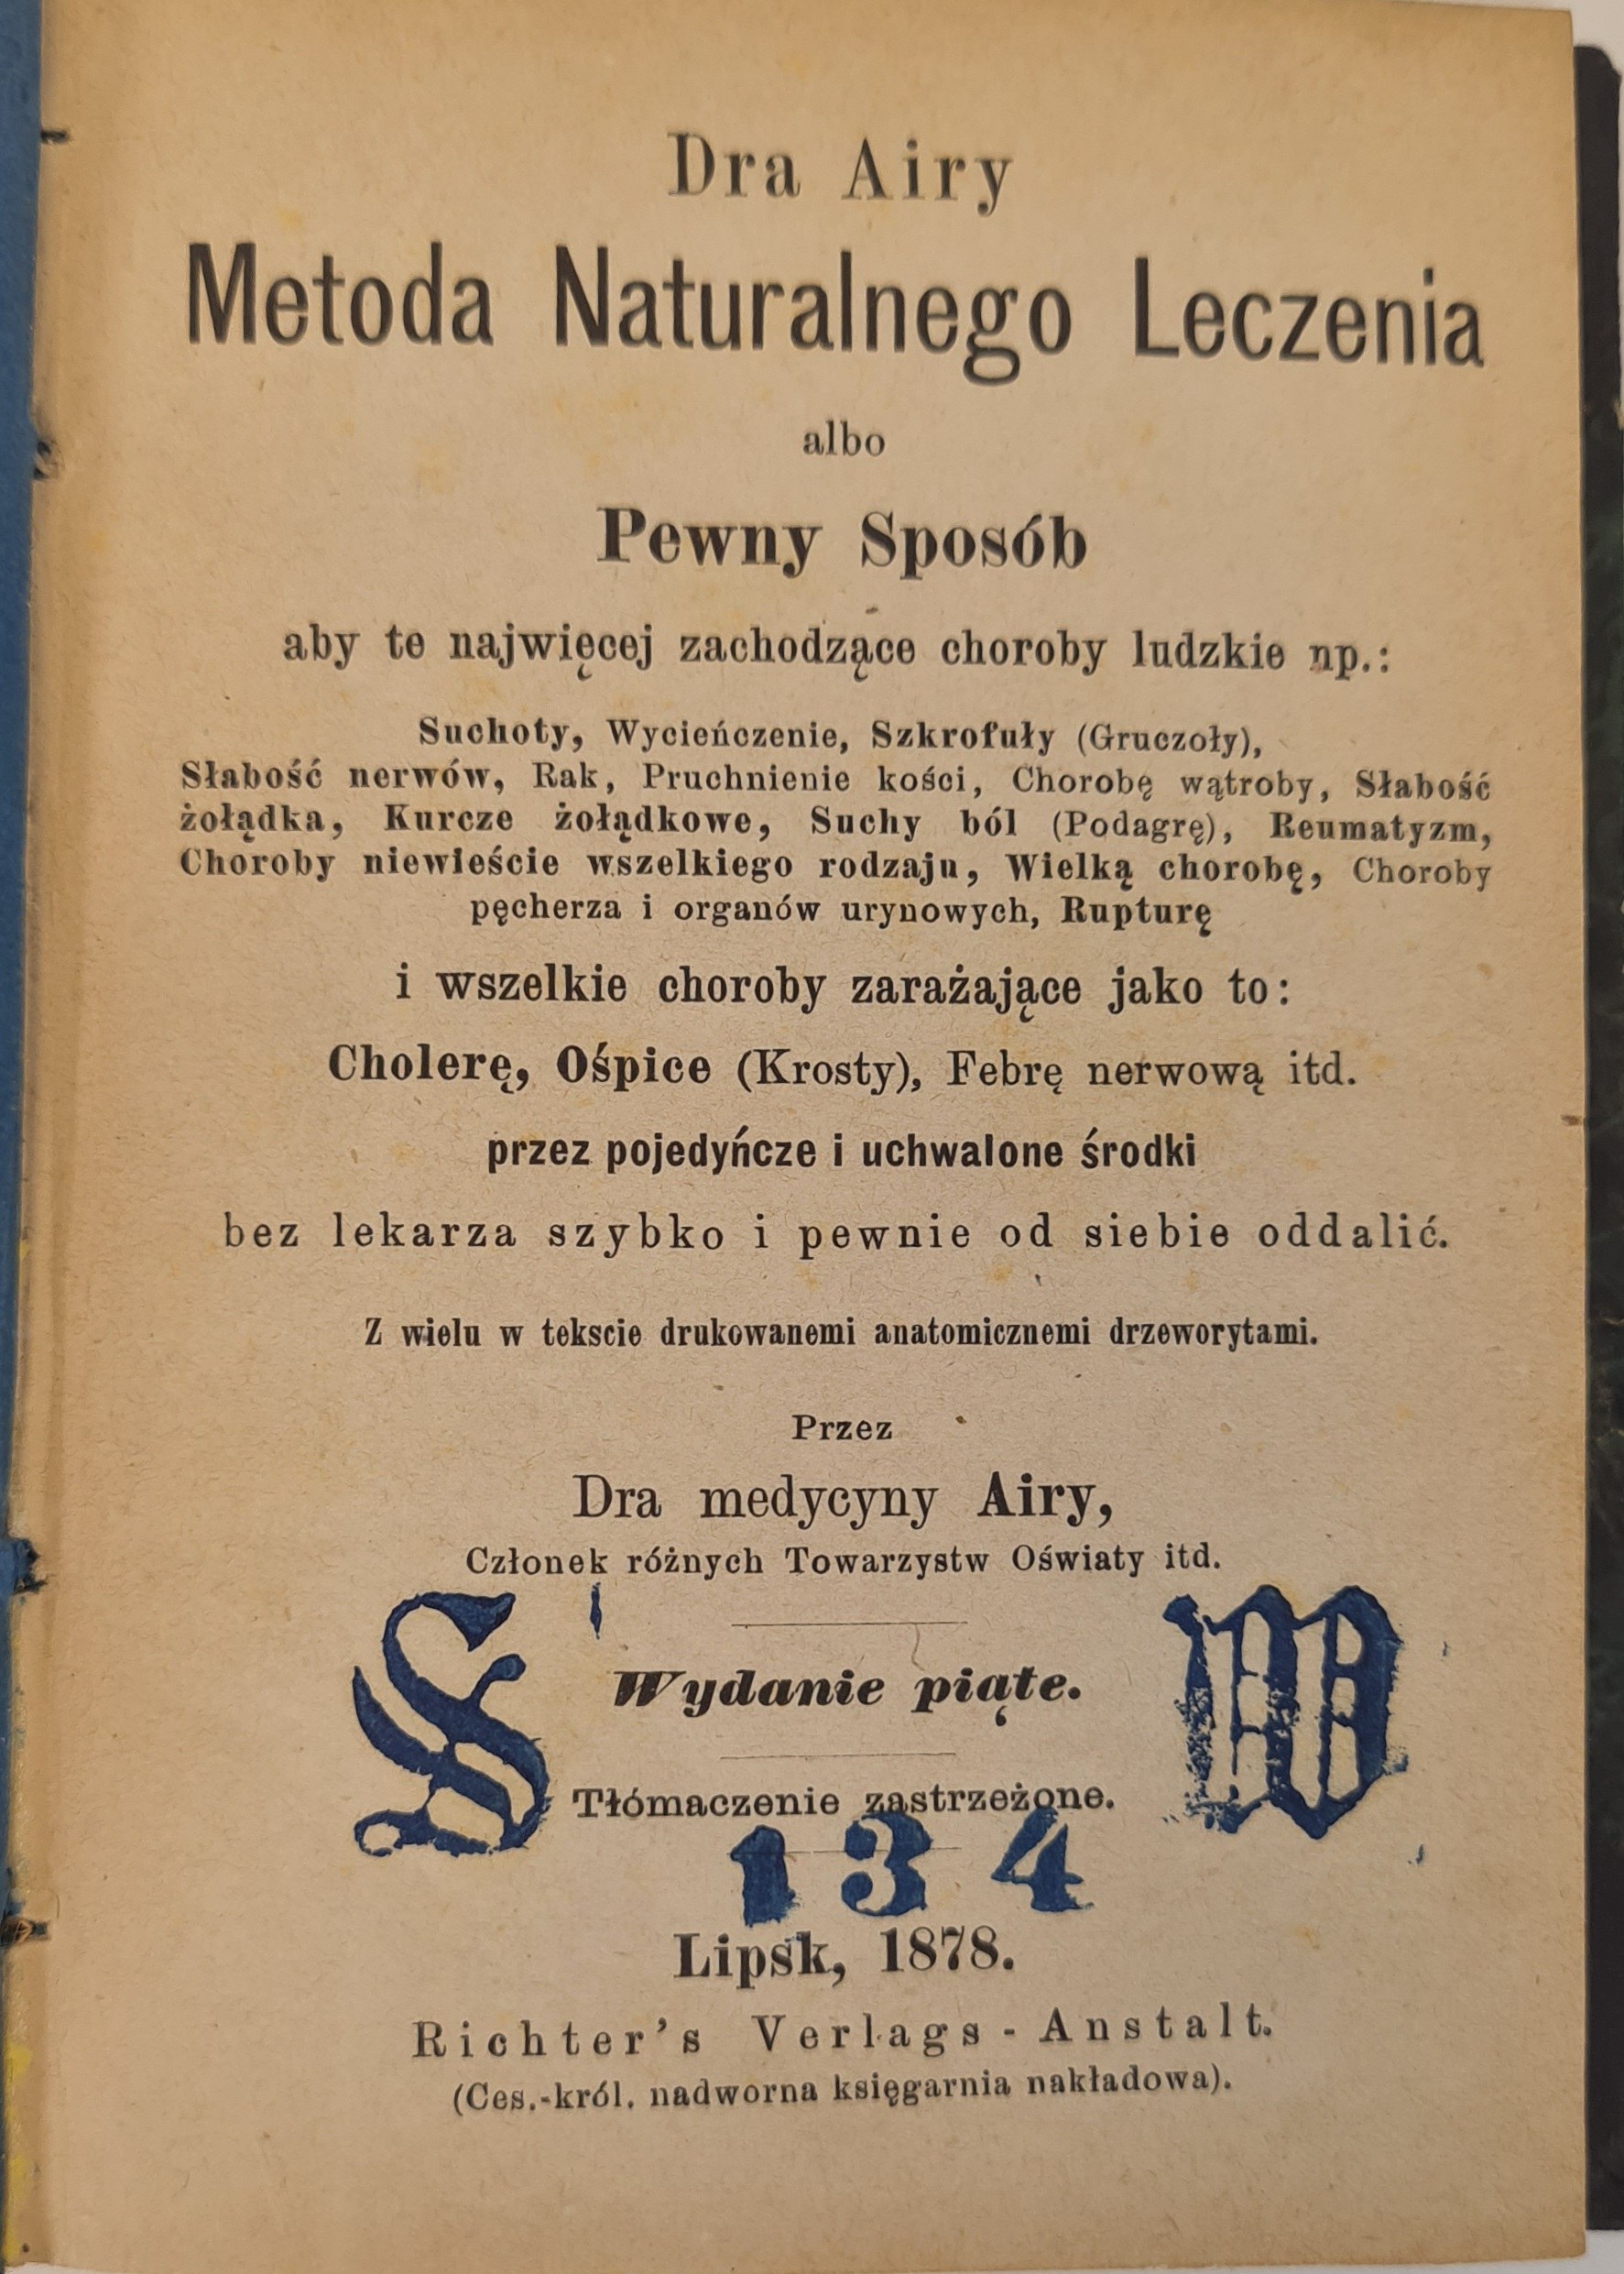 Dra Airy
Metoda Naturalnego Leczenia
albo
Pewny Sposób
aby te najwięcej zachodzące choroby ludzkie np.:
Suchoty, Wycieńczenie, Szkrofuły (Gruczoły),
Słabość nerwów, Rak, Pruchnienie kości, Chorobę wątroby, Słabość
żołądka, Kurcze żołądkowe, Suchy ból (Podagrę), Reumatyzm,
Choroby niewieście wszelkiego rodzaju, Wielką chorobę, Choroby
pęcherza i organów urynowych, Rupturę
i wszelkie choroby zarażające jako to:
Cholerę, Ośpice (Krosty), Febrę nerwową itd.
przez pojedyńcze i uchwalone środki
bez lekarza szybko i pewnie od siebie oddalić.
Z wielu w tekscie drukowanemi anatomicznemi drzeworytami.
Przez
Dra medycyny Airy,
Członek różnych Towarzystw Oświaty itd.
S W
Wydanie piąte.
Tłómaczenie zastrzeżone.
134
Lipsk, 1878.
Richter's Verlags-Anstalt.
(Ces.-król. nadworna księgarnia nakładowa).